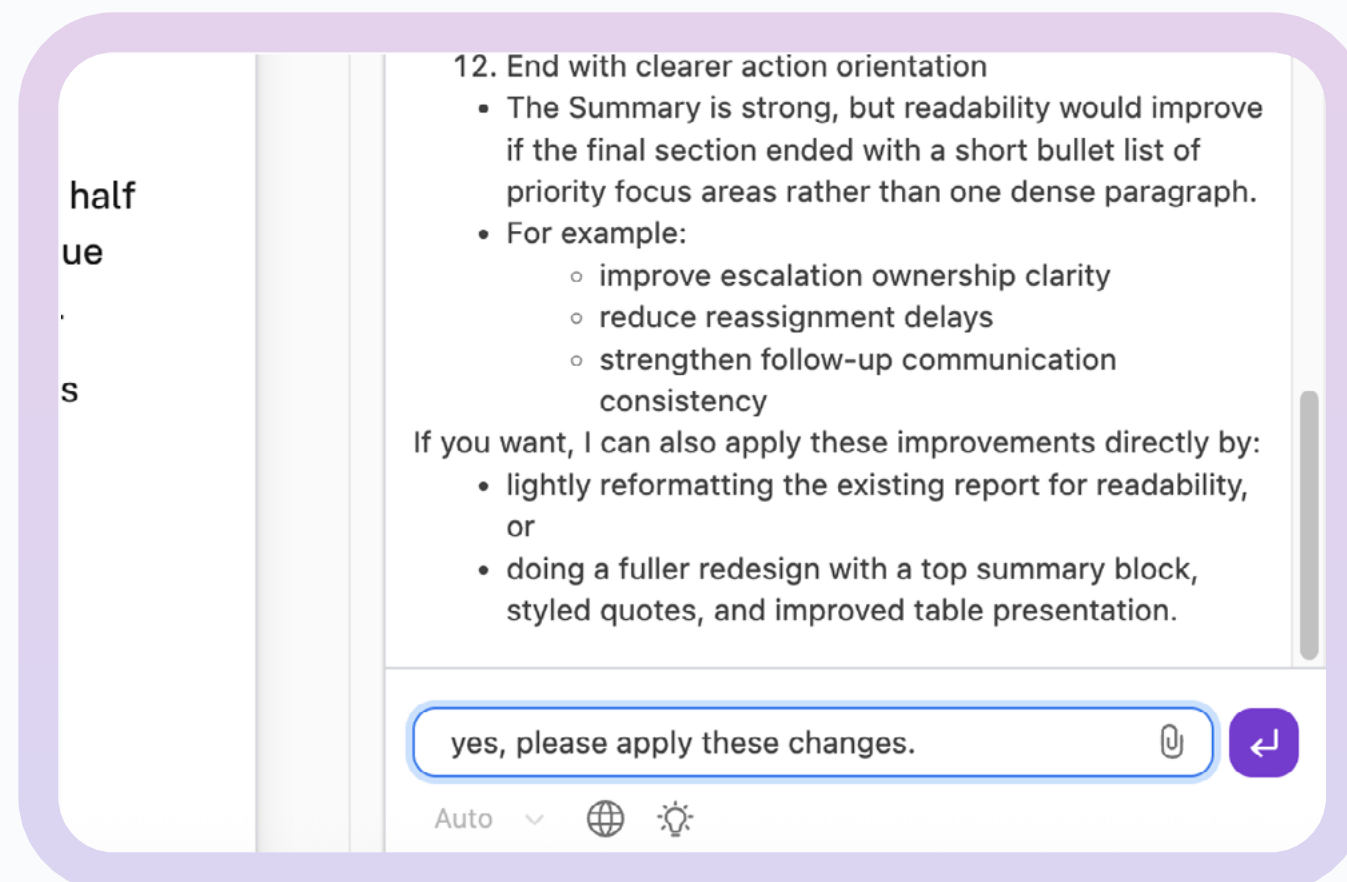 half
ue
.
s
12. End with clearer action orientation
• The Summary is strong, but readability would improve
if the final section ended with a short bullet list of
priority focus areas rather than one dense paragraph.
• For example:
◦ improve escalation ownership clarity
◦ reduce reassignment delays
◦ strengthen follow-up communication
consistency
If you want, I can also apply these improvements directly by:
• lightly reformatting the existing report for readability,
or
• doing a fuller redesign with a top summary block,
styled quotes, and improved table presentation.
yes, please apply these changes.
Auto